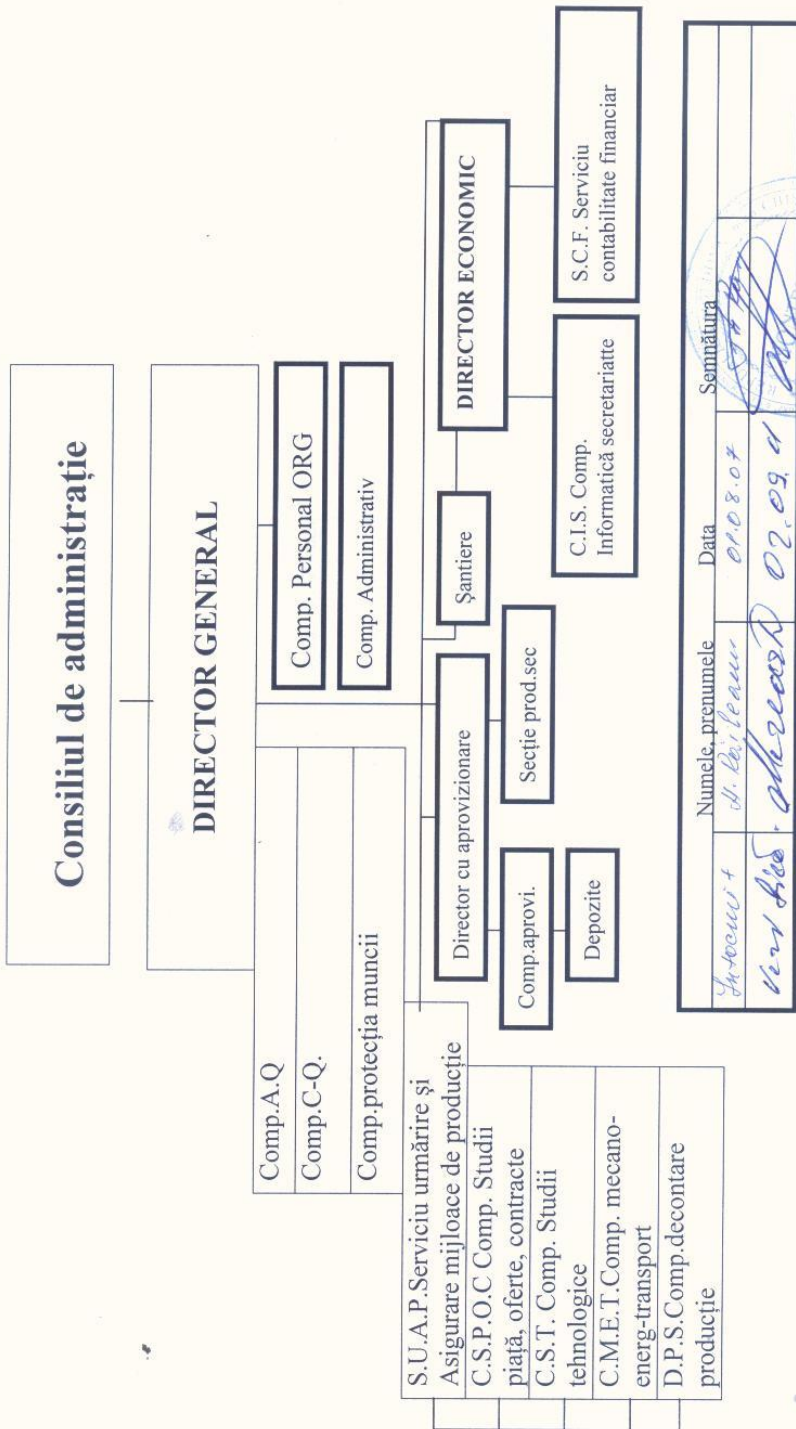 Consiliul de administrație
DIRECTOR GENERAL
Comp.A.Q
Comp.C-Q.
Comp.protecția muncii
Comp. Personal ORG
Comp. Administrativ
S.U.A.P.Serviciu urmărire și
Asigurare mijloace de producție
C.S.P.O.C Comp. Studii
piață, oferte, contracte
C.S.T. Comp. Studii
tehnologice
C.M.E.T.Comp. mecano-
energ-transport
D.P.S.Comp.decontare
producție
Director cu aprovizionare
Comp.aprovi.
Depozite
Secție prod.sec
Șantiere
DIRECTOR ECONOMIC
C.I.S. Comp.
Informatică secretariatte
S.C.F. Serviciu
contabilitate financiar
Numele, prenumele Data Semnătura
Întocmit
02.09.